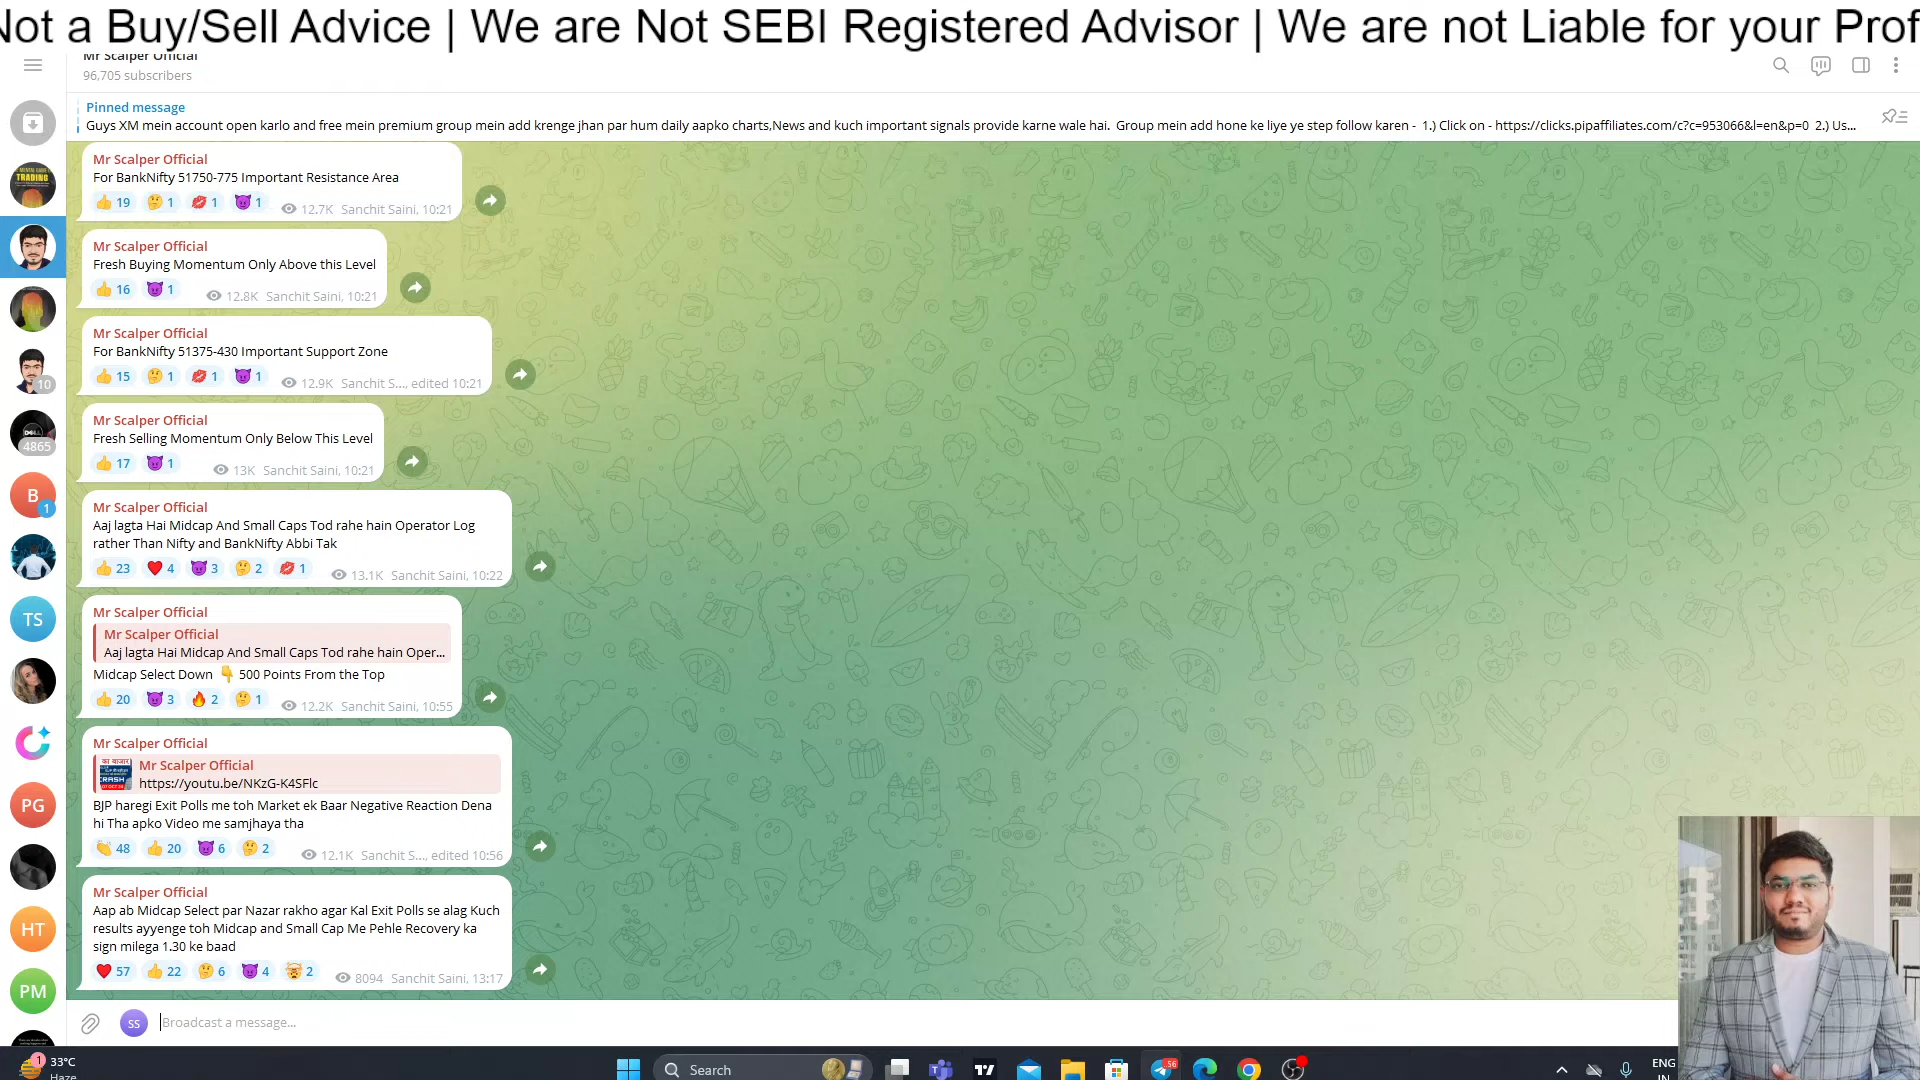 Not a Buy/Sell Advice | We are Not SEBI Registered Advisor | We are not Liable for your Prof
Mr Scalper Official
96,705 subscribers
Pinned message
Guys XM mein account open karlo and free mein premium group mein add krenge jhan par hum daily aapko charts,News and kuch important signals provide karne wale hai. Group mein add hone ke liye ye step follow karen - 1.) Click on - https://clicks.pipaffiliates.com/c?c=953066&l=en&p=0 2.) Us...
Mr Scalper Official
For BankNifty 51750-775 Important Resistance Area
👍 19 🤔 1 💋 1 😈 1 12.7K Sanchit Saini, 10:21
Mr Scalper Official
Fresh Buying Momentum Only Above this Level
👍 16 😈 1 12.8K Sanchit Saini, 10:21
Mr Scalper Official
For BankNifty 51375-430 Important Support Zone
👍 15 🤔 1 💋 1 😈 1 12.9K Sanchit S..., edited 10:21
Mr Scalper Official
Fresh Selling Momentum Only Below This Level
👍 17 😈 1 13K Sanchit Saini, 10:21
Mr Scalper Official
Aaj lagta Hai Midcap And Small Caps Tod rahe hain Operator Log
rather Than Nifty and BankNifty Abbi Tak
👍 23 ❤️ 4 😈 3 🤔 2 💋 1 13.1K Sanchit Saini, 10:22
Mr Scalper Official
Mr Scalper Official
Aaj lagta Hai Midcap And Small Caps Tod rahe hain Oper...
Midcap Select Down 👇 500 Points From the Top
👍 20 😈 3 🔥 2 🤔 1 12.2K Sanchit Saini, 10:55
Mr Scalper Official
Mr Scalper Official
https://youtu.be/NKzG-K4SFlc
का बाजार
CRASH
BJP haregi Exit Polls me toh Market ek Baar Negative Reaction Dena
hi Tha apko Video me samjhaya tha
👏 48 👍 20 😈 6 🤔 2 12.1K Sanchit S..., edited 10:56
Mr Scalper Official
Aap ab Midcap Select par Nazar rakho agar Kal Exit Polls se alag Kuch
results ayyenge toh Midcap and Small Cap Me Pehle Recovery ka
sign milega 1.30 ke baad
❤️ 57 👍 22 🤔 6 😈 4 🤯 2 8094 Sanchit Saini, 13:17
TRADING
10
DELL
4865
B
1
TS
PG
HT
PM
SS
Broadcast a message...
1
33°C
Haze
Search
56
ENG
IN